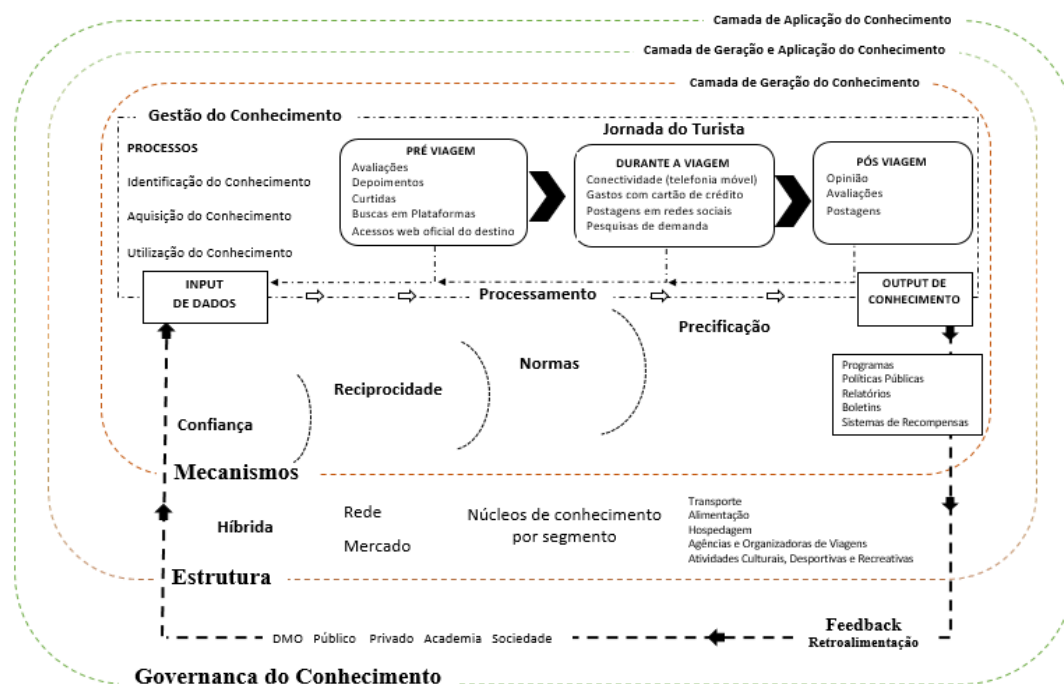 Camada de Aplicação do Conhecimento
Camada de Geração e Aplicação do Conhecimento
Camada de Geração do Conhecimento
Gestão do Conhecimento
Jornada do Turista
PROCESSOS
Identificação do Conhecimento
Aquisição do Conhecimento
Utilização do Conhecimento
PRÉ VIAGEM
Avaliações
Depoimentos
Curtidas
Buscas em Plataformas
Acessos web oficial do destino
DURANTE A VIAGEM
Conectividade (telefonia móvel)
Gastos com cartão de crédito
Postagens em redes sociais
Pesquisas de demanda
PÓS VIAGEM
Opinião
Avaliações
Postagens
INPUT
DE DADOS
Processamento
OUTPUT DE
CONHECIMENTO
Precificação
Normas
Reciprocidade
Confiança
Programas
Políticas Públicas
Relatórios
Boletins
Sistemas de Recompensas
Mecanismos
Híbrida
Rede
Mercado
Núcleos de conhecimento
por segmento
Transporte
Alimentação
Hospedagem
Agências e Organizadoras de Viagens
Atividades Culturais, Desportivas e Recreativas
Estrutura
DMO Público Privado Academia Sociedade
Feedback
Retroalimentação
Governança do Conhecimento